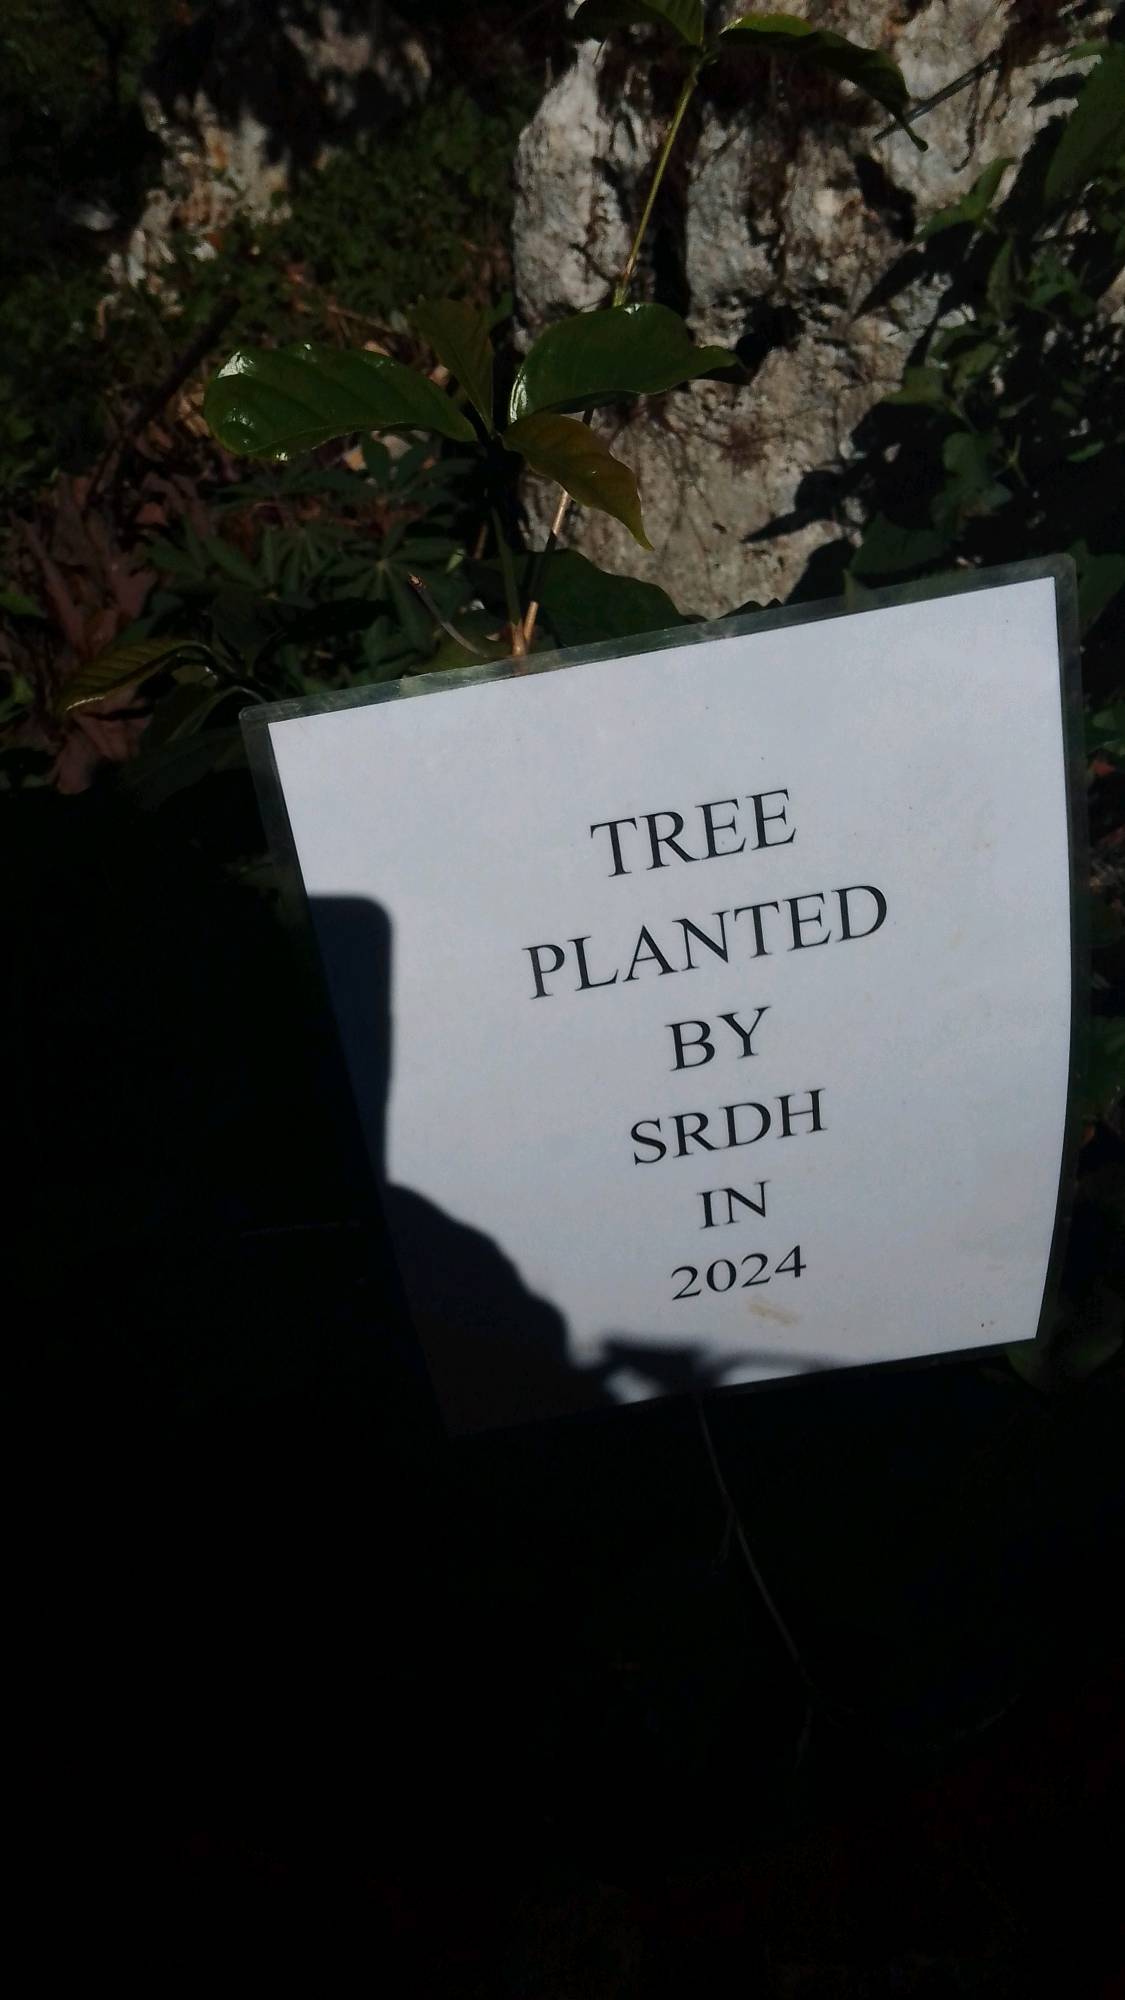 TREE
PLANTED
BY
SRDH
IN
2024